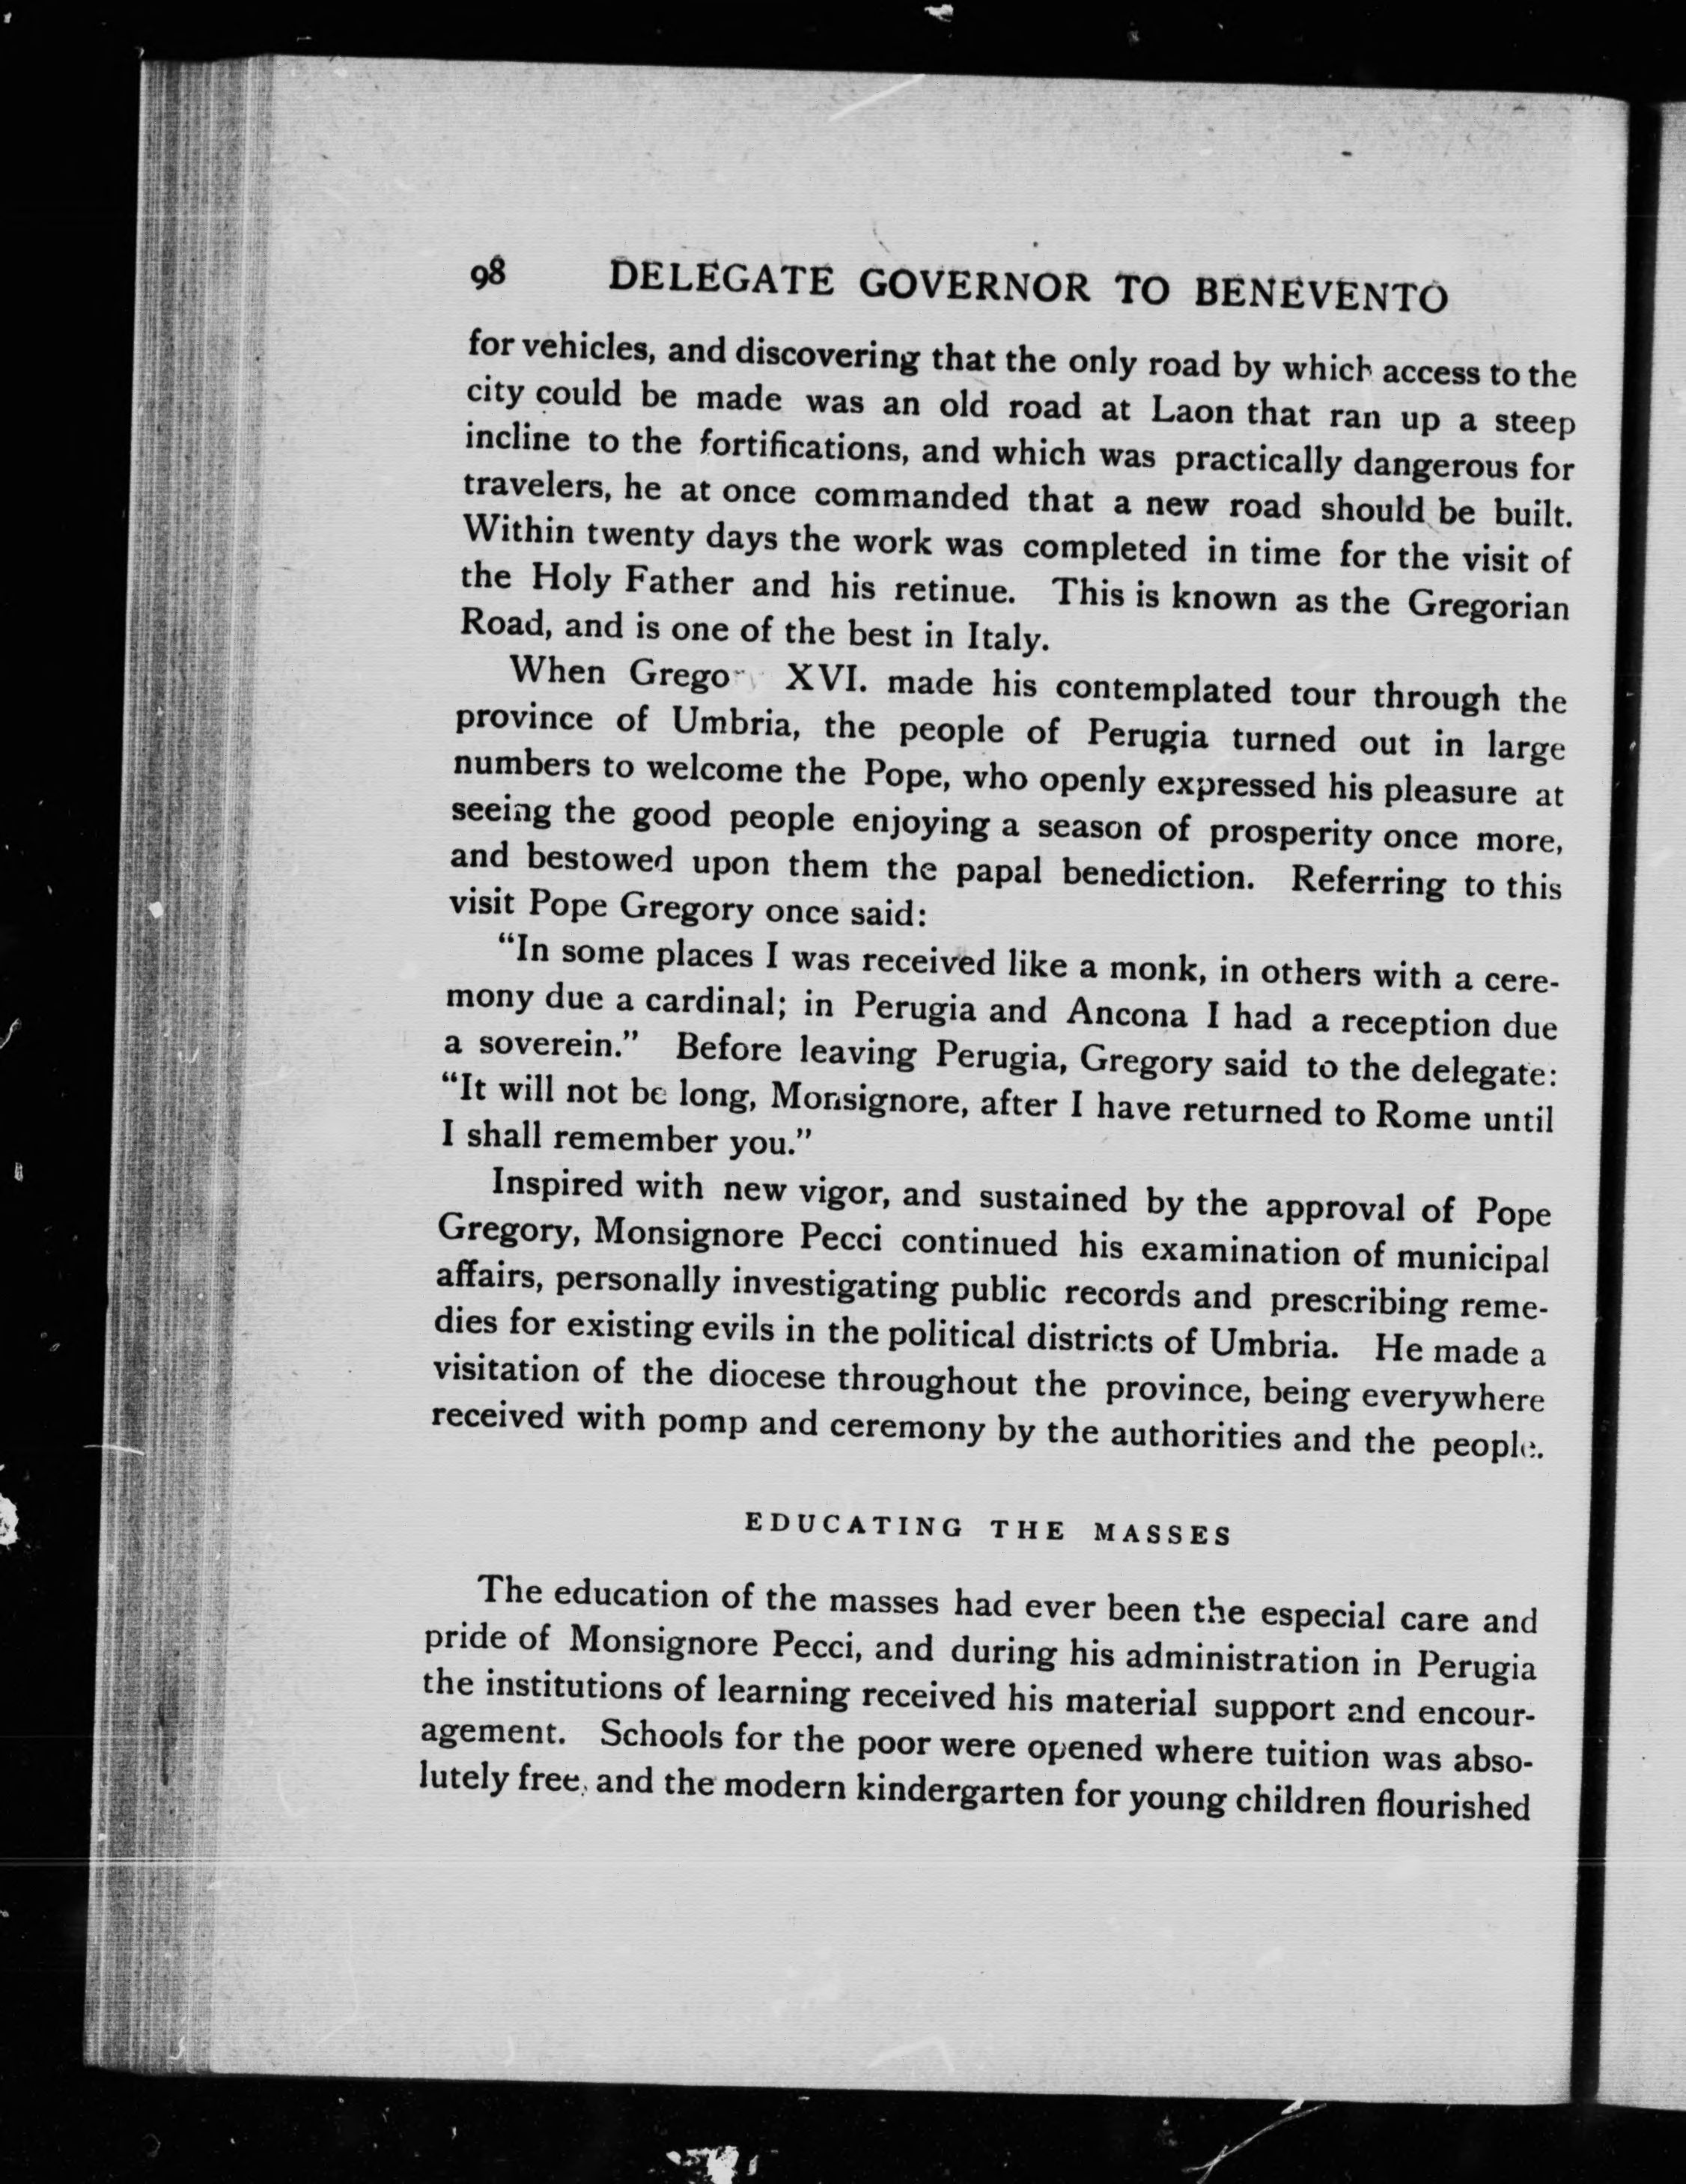 98 DELEGATE GOVERNOR TO BENEVENTO
for vehicles, and discovering that the only road by which access to the
city could be made was an old road at Laon that ran up a steep
incline to the fortifications, and which was practically dangerous for
travelers, he at once commanded that a new road should be built.
Within twenty days the work was completed in time for the visit of
the Holy Father and his retinue. This is known as the Gregorian
Road, and is one of the best in Italy.
When Gregory XVI. made his contemplated tour through the
province of Umbria, the people of Perugia turned out in large
numbers to welcome the Pope, who openly expressed his pleasure at
seeing the good people enjoying a season of prosperity once more,
and bestowed upon them the papal benediction. Referring to this
visit Pope Gregory once said:
“In some places I was received like a monk, in others with a cere-
mony due a cardinal; in Perugia and Ancona I had a reception due
a soverein.” Before leaving Perugia, Gregory said to the delegate:
“It will not be long, Monsignore, after I have returned to Rome until
I shall remember you.”
Inspired with new vigor, and sustained by the approval of Pope
Gregory, Monsignore Pecci continued his examination of municipal
affairs, personally investigating public records and prescribing reme-
dies for existing evils in the political districts of Umbria. He made a
visitation of the diocese throughout the province, being everywhere
received with pomp and ceremony by the authorities and the people.
EDUCATING THE MASSES
The education of the masses had ever been the especial care and
pride of Monsignore Pecci, and during his administration in Perugia
the institutions of learning received his material support and encour-
agement. Schools for the poor were opened where tuition was abso-
lutely free, and the modern kindergarten for young children flourished